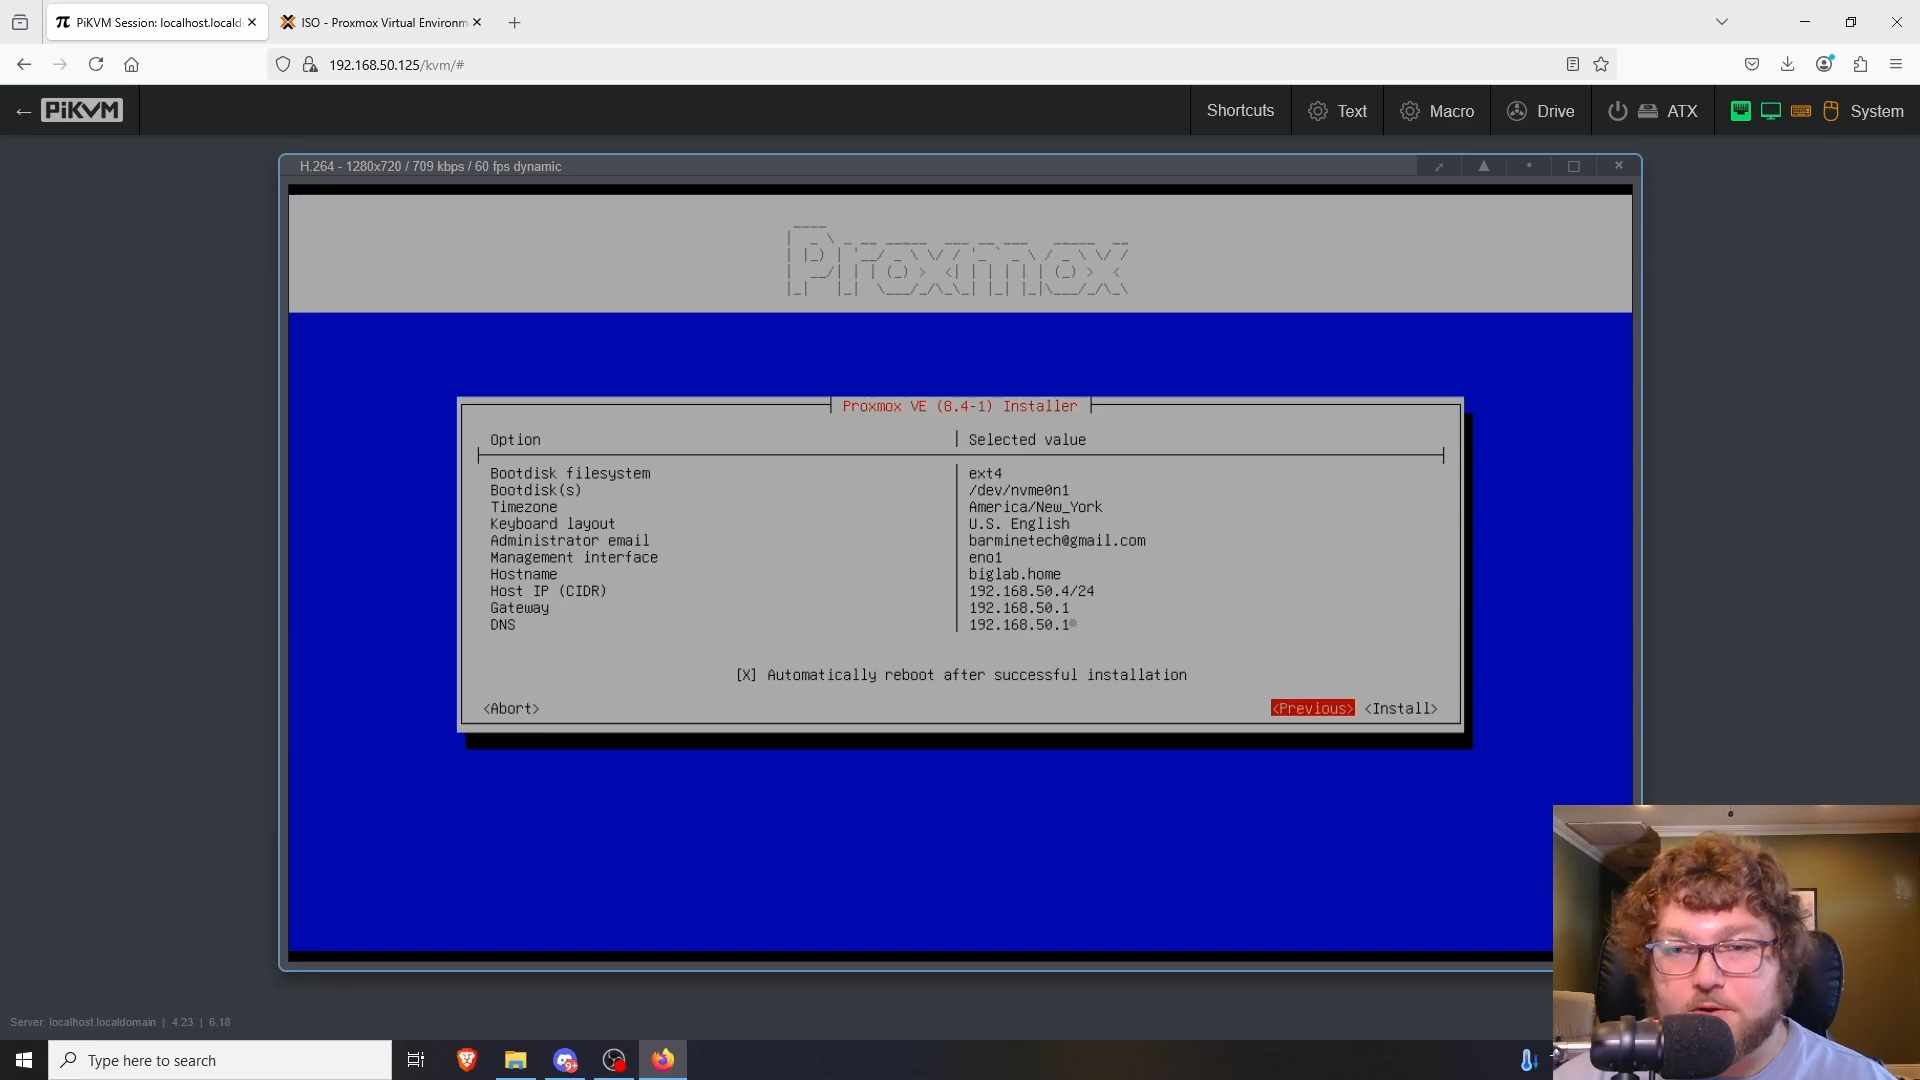 PiKVM Session: localhost.locald
ISO - Proxmox Virtual Environm
192.168.50.125/kvm/#
PiKVM
Shortcuts
Text
Macro
Drive
ATX
System
H.264 - 1280x720 / 709 kbps / 60 fps dynamic
Proxmox
Proxmox VE (8.4-1) Installer
Option Selected value
Bootdisk filesystem ext4
Bootdisk(s) /dev/nvme0n1
Timezone America/New_York
Keyboard layout U.S. English
Administrator email barminetech@gmail.com
Management interface eno1
Hostname biglab.home
Host IP (CIDR) 192.168.50.4/24
Gateway 192.168.50.1
DNS 192.168.50.1
[X] Automatically reboot after successful installation
<Abort> <Previous> <Install>
Server: localhost.localdomain | 4.23 | 6.18
Type here to search
9+